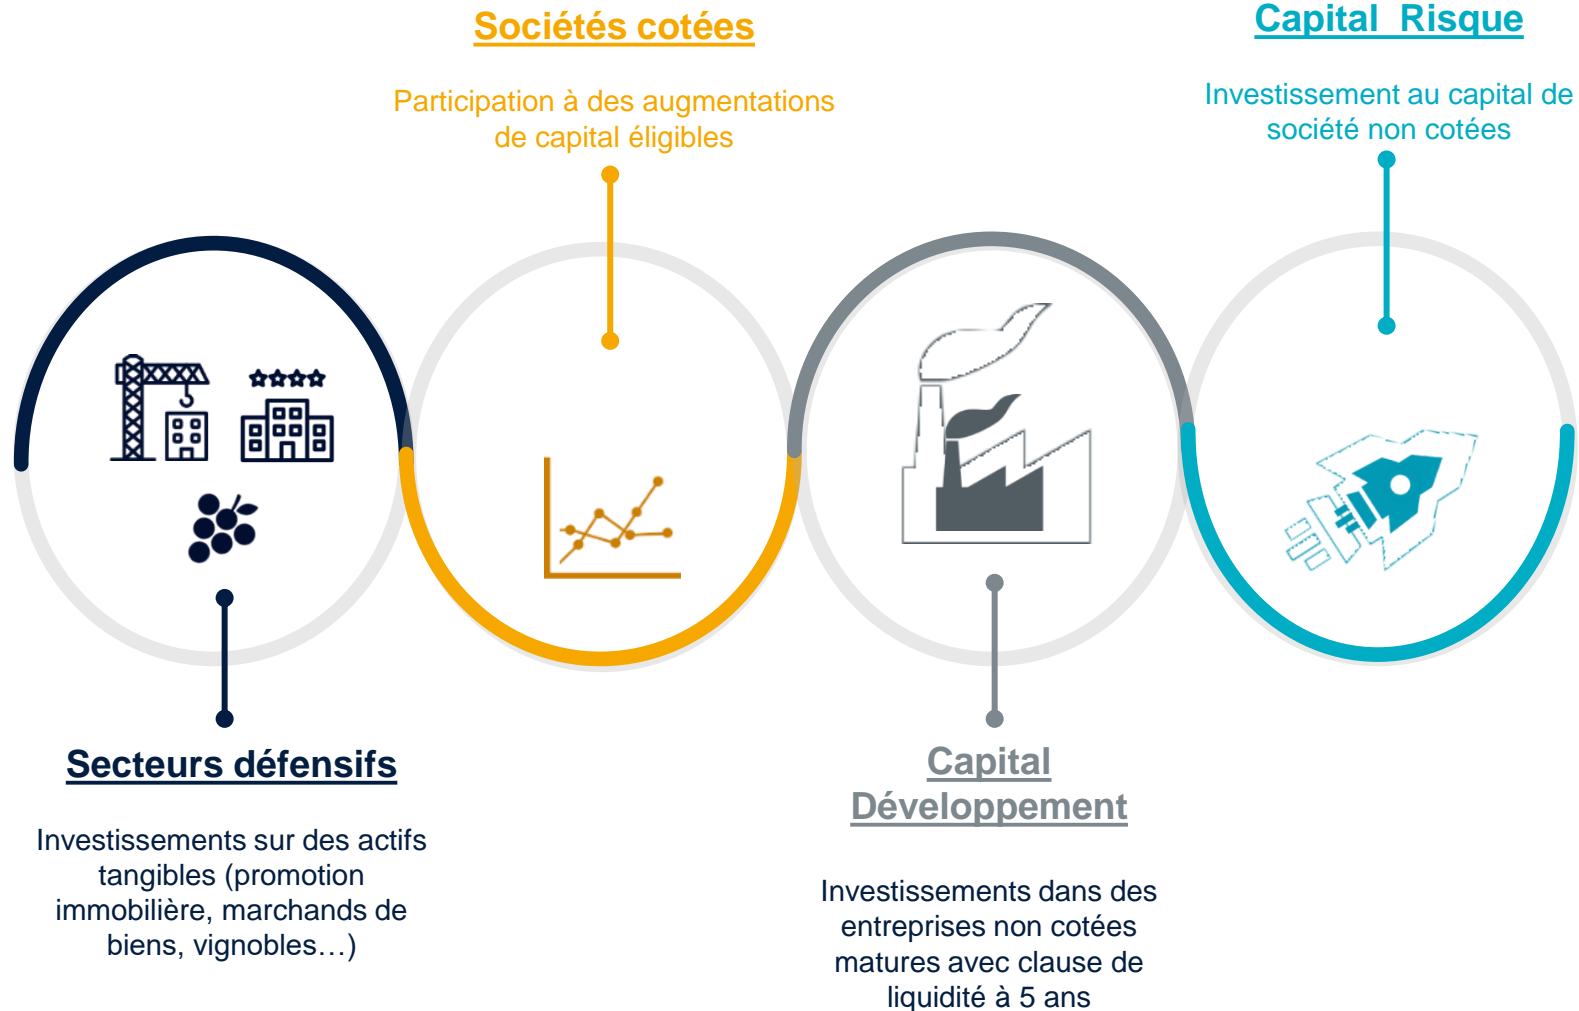 Sociétés cotées
Participation à des augmentations
de capital éligibles
Capital Risque
Investissement au capital de
société non cotées
Secteurs défensifs
Investissements sur des actifs
tangibles (promotion
immobilière, marchands de
biens, vignobles…)
Capital
Développement
Investissements dans des
entreprises non cotées
matures avec clause de
liquidité à 5 ans